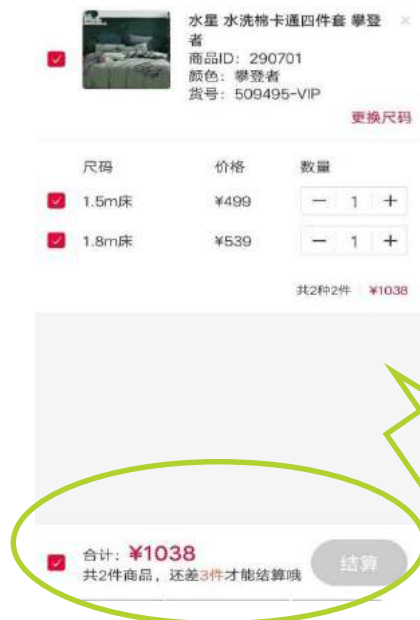 水星 水洗棉卡通四件套 攀登
者
商品ID: 290701
颜色: 攀登者
货号: 509495-VIP
更换尺码
尺码 价格 数量
1.5m床 ¥499 — 1 +
1.8m床 ¥539 — 1 +
共2种2件 ¥1038
合计: ¥1038
共2件商品，还差3件才能结算哦
结算